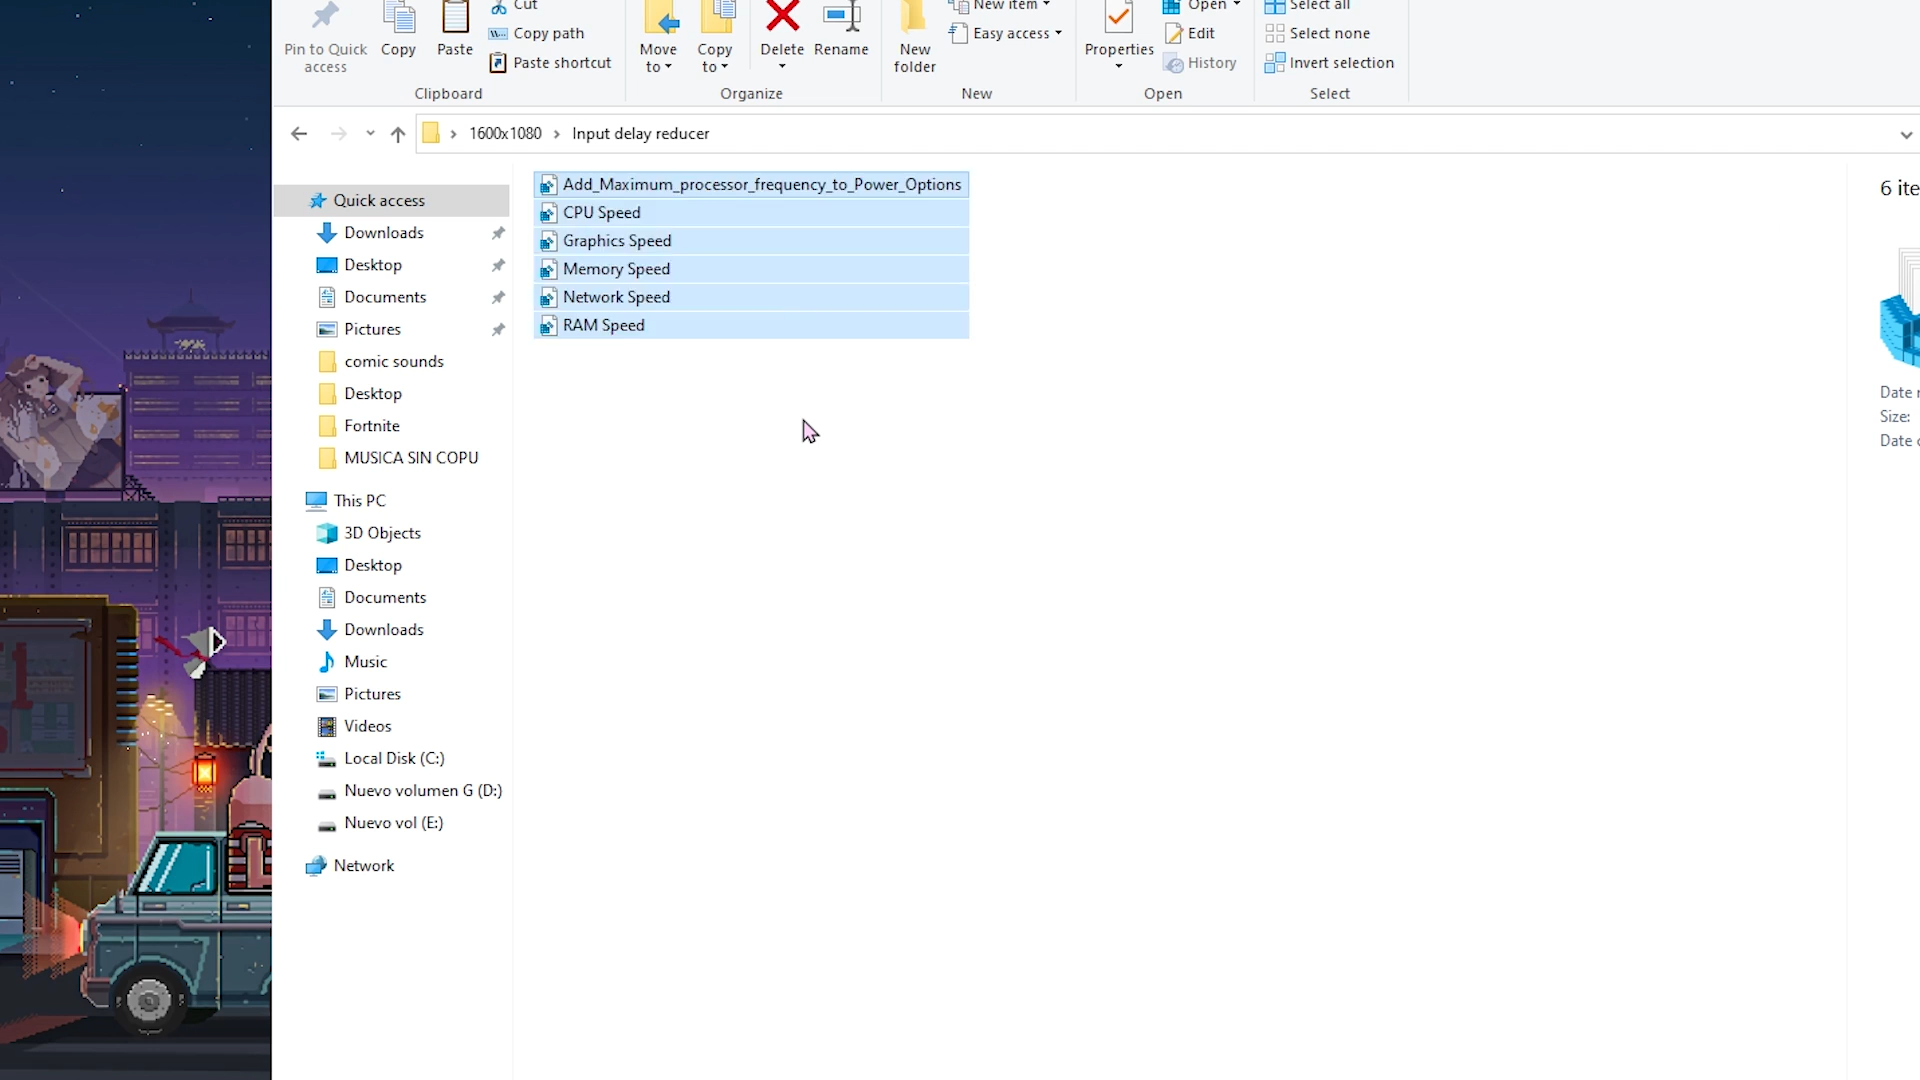 Cut
New item
Open
Select all
Copy path
Easy access
Edit
Select none
Pin to Quick
access
Copy
Paste
Paste shortcut
Move
to
Copy
to
Delete
Rename
New
folder
Properties
History
Invert selection
Clipboard
Organize
New
Open
Select
1600x1080 > Input delay reducer
Quick access
Downloads
Desktop
Documents
Pictures
comic sounds
Desktop
Fortnite
MUSICA SIN COPU
This PC
3D Objects
Desktop
Documents
Downloads
Music
Pictures
Videos
Local Disk (C:)
Nuevo volumen G (D:)
Nuevo vol (E:)
Network
Add_Maximum_processor_frequency_to_Power_Options
CPU Speed
Graphics Speed
Memory Speed
Network Speed
RAM Speed
6 ite
Date
Size:
Date